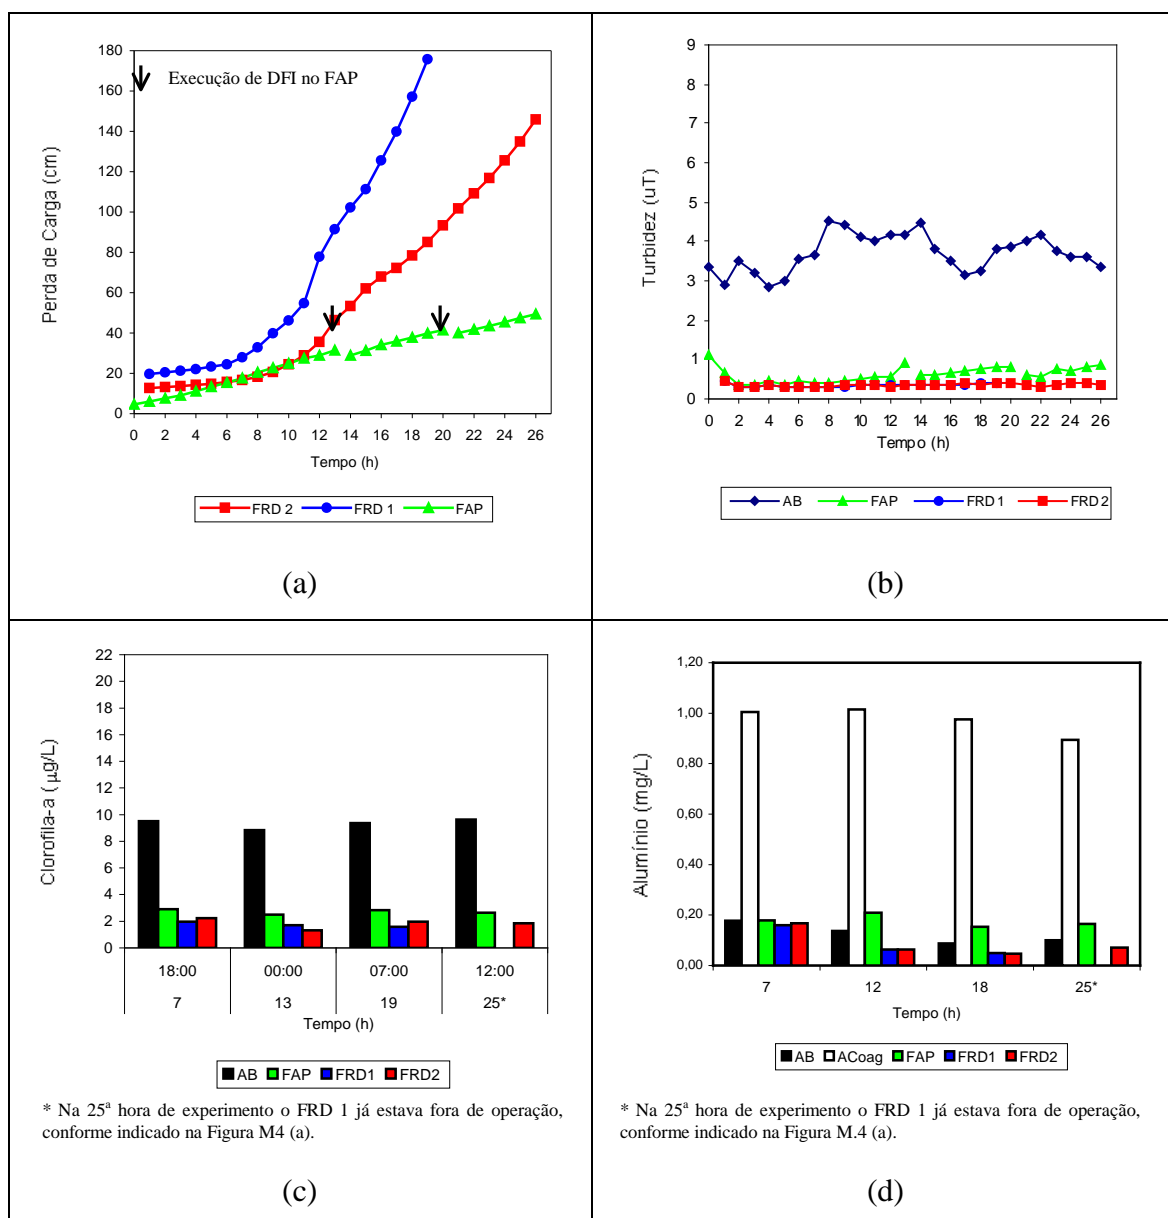 180
160
140
120
100
80
60
40
20
0
Perda de Carga (cm)
Execução de DFI no FAP
0 2 4 6 8 10 12 14 16 18 20 22 24 26
Tempo (h)
FRD 2 FRD 1 FAP
(a)
9
8
7
6
5
4
3
2
1
0
Turbidez (uT)
0 2 4 6 8 10 12 14 16 18 20 22 24 26
Tempo (h)
AB FAP FRD 1 FRD 2
(b)
22
20
18
16
14
12
10
8
6
4
2
0
Clorofila-a (μg/L)
18:00 00:00 07:00 12:00
7 13 19 25*
Tempo (h)
AB FAP FRD1 FRD2
* Na 25ª hora de experimento o FRD 1 já estava fora de operação,
conforme indicado na Figura M4 (a).
(c)
1,20
1,00
0,80
0,60
0,40
0,20
0,00
Alumínio (mg/L)
7 12 18 25*
Tempo (h)
AB ACoag FAP FRD1 FRD2
* Na 25ª hora de experimento o FRD 1 já estava fora de operação,
conforme indicado na Figura M.4 (a).
(d)